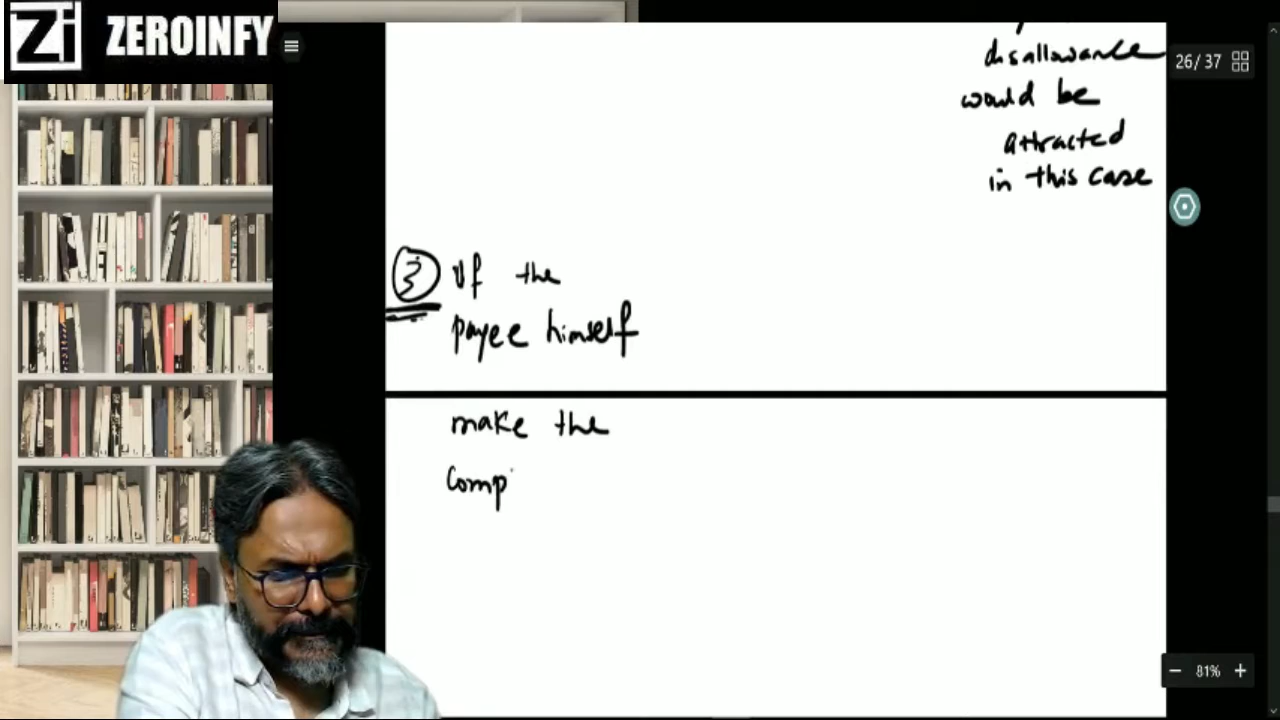 Zi ZEROINFY
26/37
disallowance
would be
attracted
in this case
3 If the
payee himself
make the
comp
81%